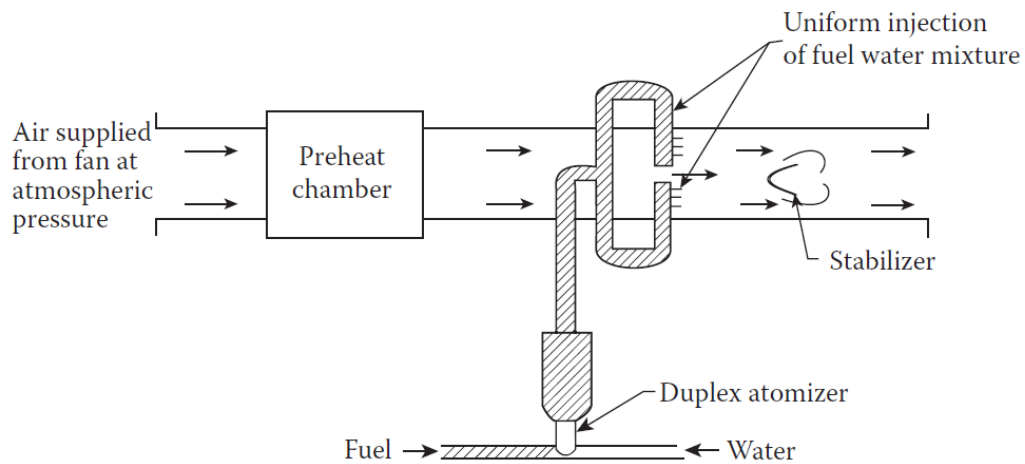 Uniform injection
of fuel water mixture
Air supplied
from fan at
atmospheric
pressure
Preheat
chamber
Stabilizer
Duplex atomizer
Fuel
Water